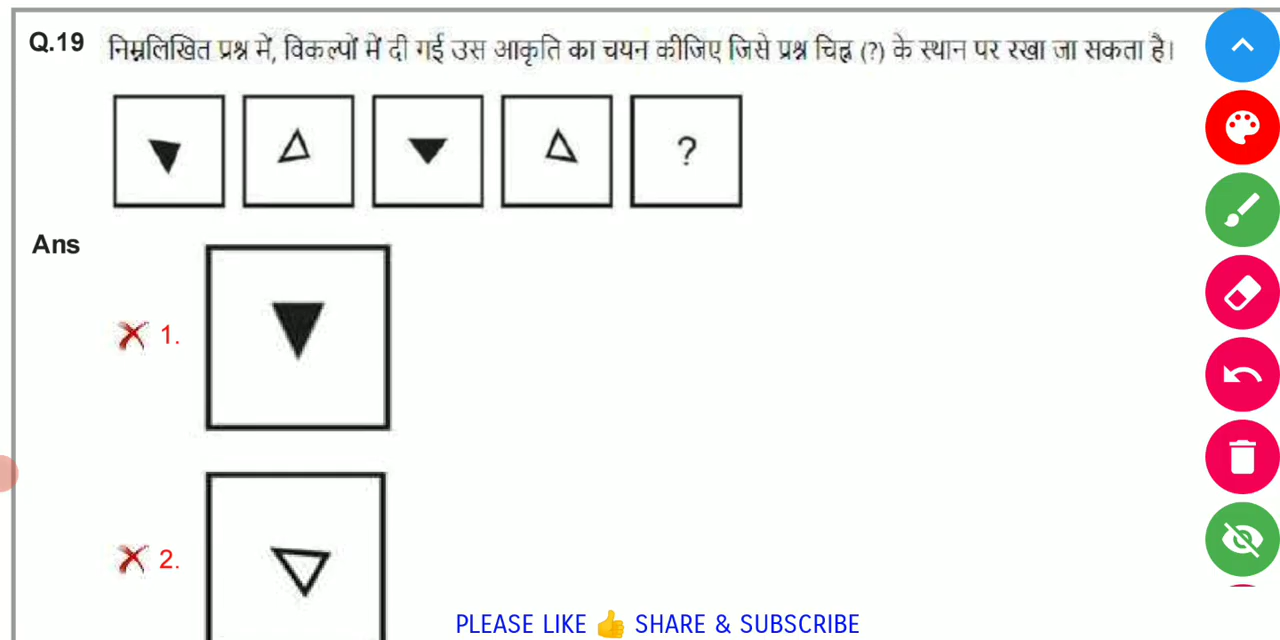 Q.19 निम्नलिखित प्रश्न में, विकल्पों में दी गई उस आकृति का चयन कीजिए जिसे प्रश्न चिह्न (?) के स्थान पर रखा जा सकता है।
?
Ans
1.
2.
PLEASE LIKE 👍 SHARE & SUBSCRIBE